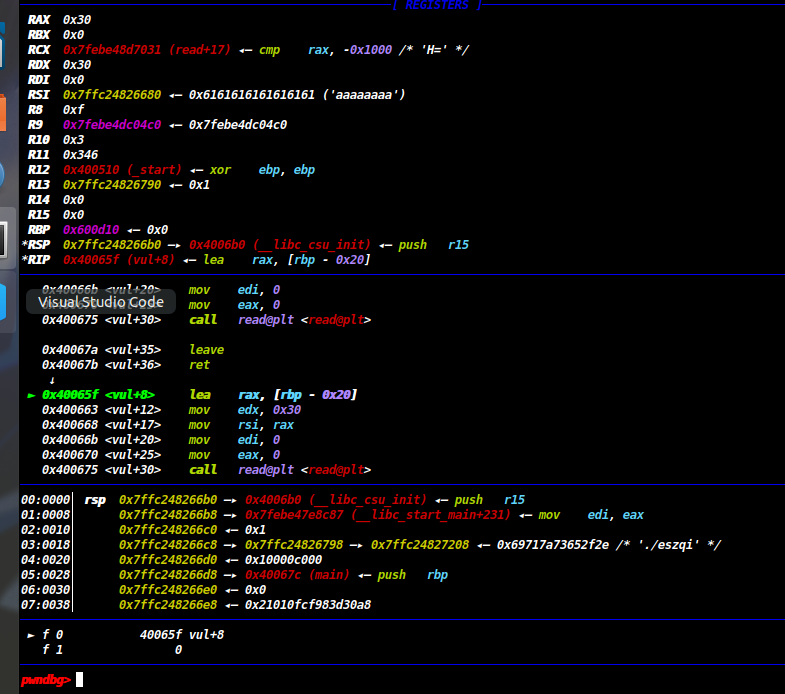 [ REGISTERS ]
RAX 0x30
RBX 0x0
RCX 0x7febe48d7031 (read+17) ◂— cmp rax, -0x1000 /* 'H=' */
RDX 0x30
RDI 0x0
RSI 0x7ffc24826680 ◂— 0x6161616161616161 ('aaaaaaaa')
R8 0xf
R9 0x7febe4dc04c0 ◂— 0x7febe4dc04c0
R10 0x3
R11 0x346
R12 0x400510 (_start) ◂— xor ebp, ebp
R13 0x7ffc24826790 ◂— 0x1
R14 0x0
R15 0x0
RBP 0x600d10 ◂— 0x0
*RSP 0x7ffc248266b0 —▸ 0x4006b0 (__libc_csu_init) ◂— push r15
*RIP 0x40065f (vul+8) ◂— lea rax, [rbp - 0x20]
0x40066b <vul+20> mov edi, 0
Visual Studio Code mov eax, 0
0x400675 <vul+30> call read@plt <read@plt>
0x40067a <vul+35> leave
0x40067b <vul+36> ret
↓
► 0x40065f <vul+8> lea rax, [rbp - 0x20]
0x400663 <vul+12> mov edx, 0x30
0x400668 <vul+17> mov rsi, rax
0x40066b <vul+20> mov edi, 0
0x400670 <vul+25> mov eax, 0
0x400675 <vul+30> call read@plt <read@plt>
00:0000│ rsp 0x7ffc248266b0 —▸ 0x4006b0 (__libc_csu_init) ◂— push r15
01:0008│ 0x7ffc248266b8 —▸ 0x7febe47e8c87 (__libc_start_main+231) ◂— mov edi, eax
02:0010│ 0x7ffc248266c0 ◂— 0x1
03:0018│ 0x7ffc248266c8 —▸ 0x7ffc24826798 —▸ 0x7ffc24827208 ◂— 0x69717a73652f2e /* './eszqi' */
04:0020│ 0x7ffc248266d0 ◂— 0x10000c000
05:0028│ 0x7ffc248266d8 —▸ 0x40067c (main) ◂— push rbp
06:0030│ 0x7ffc248266e0 ◂— 0x0
07:0038│ 0x7ffc248266e8 ◂— 0x21010fcf983d30a8
► f 0 40065f vul+8
f 1 0
pwndbg>